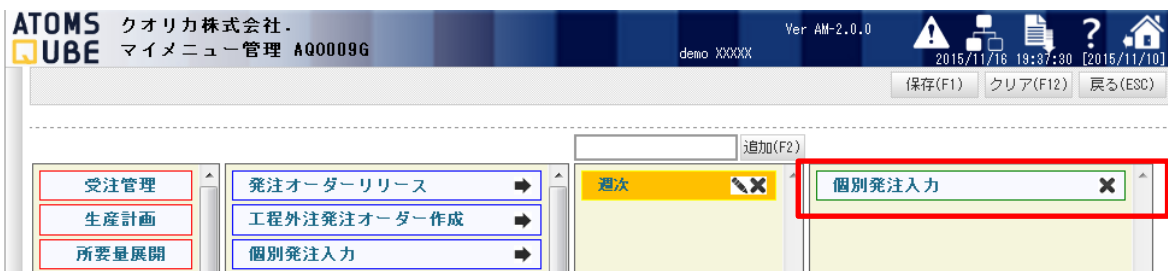 ATOMS クオリカ株式会社. Ver AM-2.0.0
QUBE マイメニュー管理 AQ0009G demo XXXXX ?
2015/11/16 19:37:30 [2015/11/10]
保存(F1) クリア(F12) 戻る(ESC)
追加(F2)
受注管理 発注オーダーリリース 週次 個別発注入力
生産計画 工程外注発注オーダー作成
所要量展開 個別発注入力